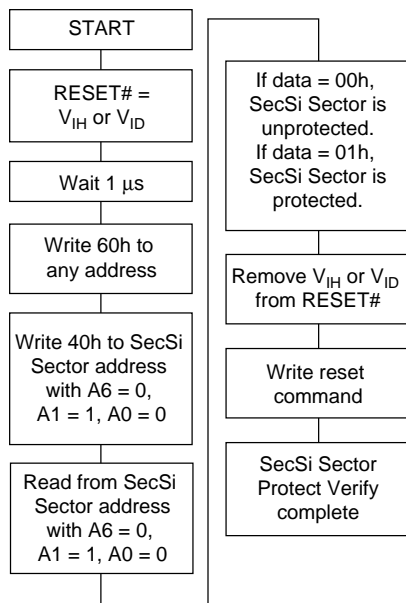 START
RESET# =
V_IH or V_ID
Wait 1 μs
Write 60h to
any address
Write 40h to SecSi
Sector address
with A6 = 0,
A1 = 1, A0 = 0
Read from SecSi
Sector address
with A6 = 0,
A1 = 1, A0 = 0
If data = 00h,
SecSi Sector is
unprotected.
If data = 01h,
SecSi Sector is
protected.
Remove V_IH or V_ID
from RESET#
Write reset
command
SecSi Sector
Protect Verify
complete